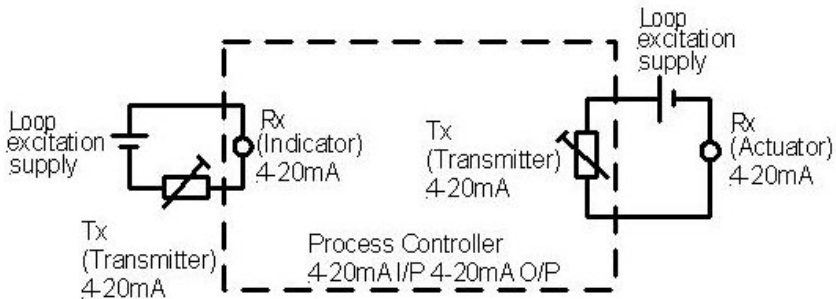 Loop
excitation
supply
Rx
(Indicator)
4-20mA
Tx
(Transmitter)
4-20mA
Process Controller
4-20mA I/P 4-20mA O/P
Tx
(Transmitter)
4-20mA
Loop
excitation
supply
Rx
(Actuator)
4-20mA